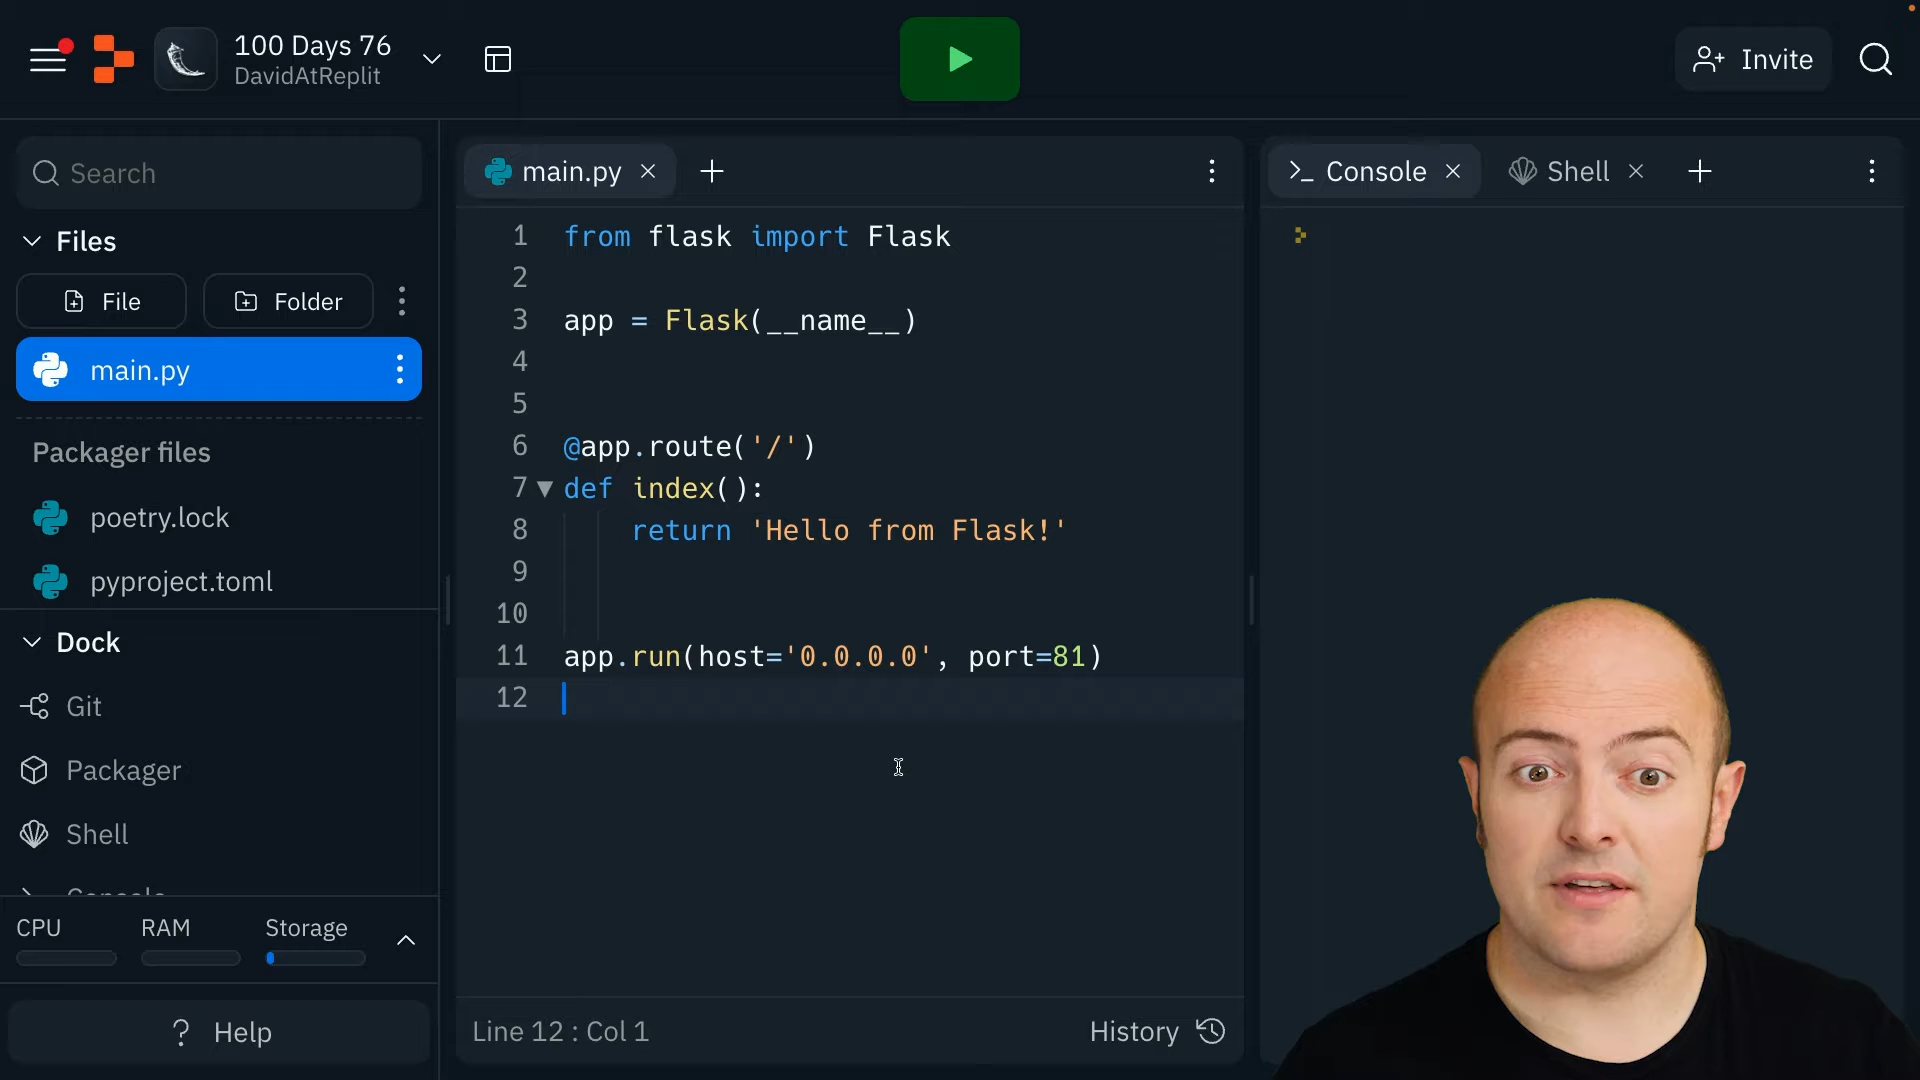 100 Days 76
DavidAtReplit
Invite
Search
Files
File
Folder
main.py
Packager files
poetry.lock
pyproject.toml
Dock
Git
Packager
Shell
Console
CPU
RAM
Storage
? Help
main.py
1 from flask import Flask
2
3 app = Flask(__name__)
4
5
6 @app.route('/')
7 def index():
8 return 'Hello from Flask!'
9
10
11 app.run(host='0.0.0.0', port=81)
12
Line 12 : Col 1
History
Console
Shell